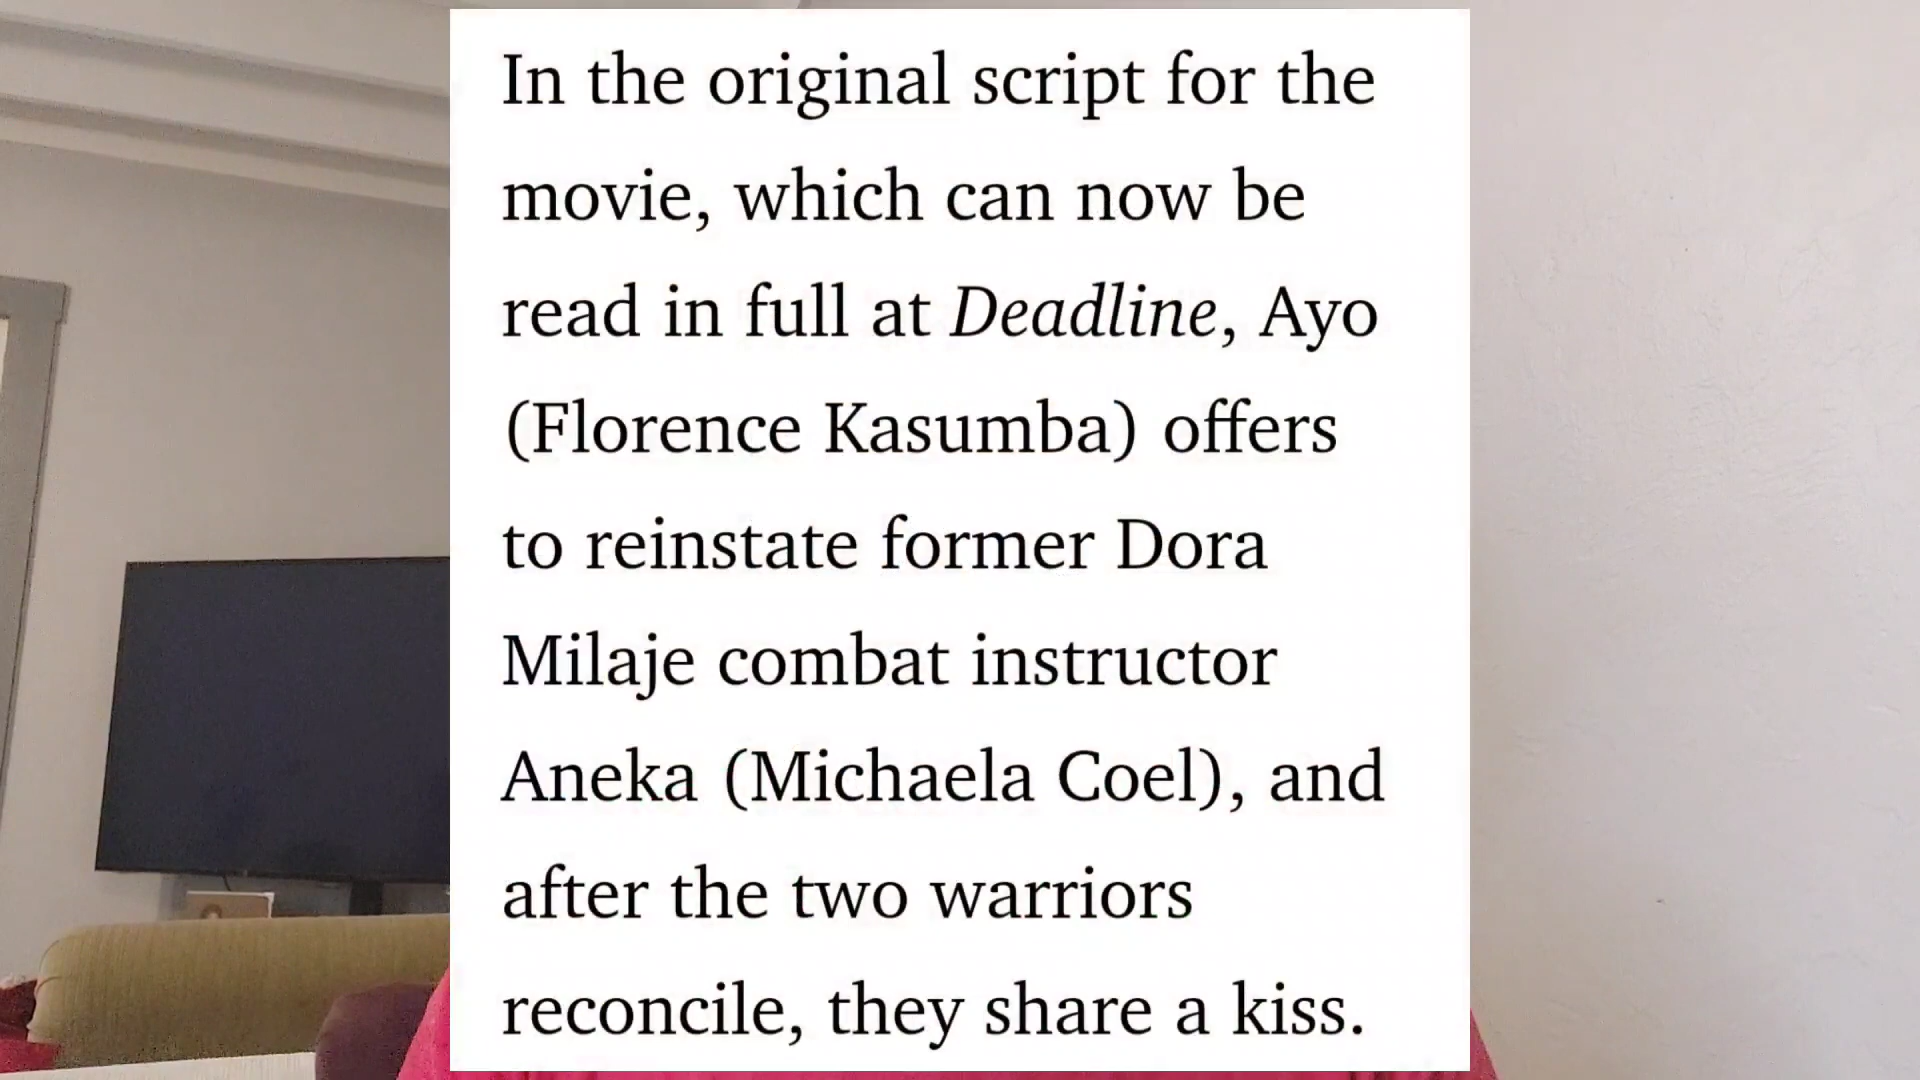 In the original script for the
movie, which can now be
read in full at Deadline, Ayo
(Florence Kasumba) offers
to reinstate former Dora
Milaje combat instructor
Aneka (Michaela Coel), and
after the two warriors
reconcile, they share a kiss.